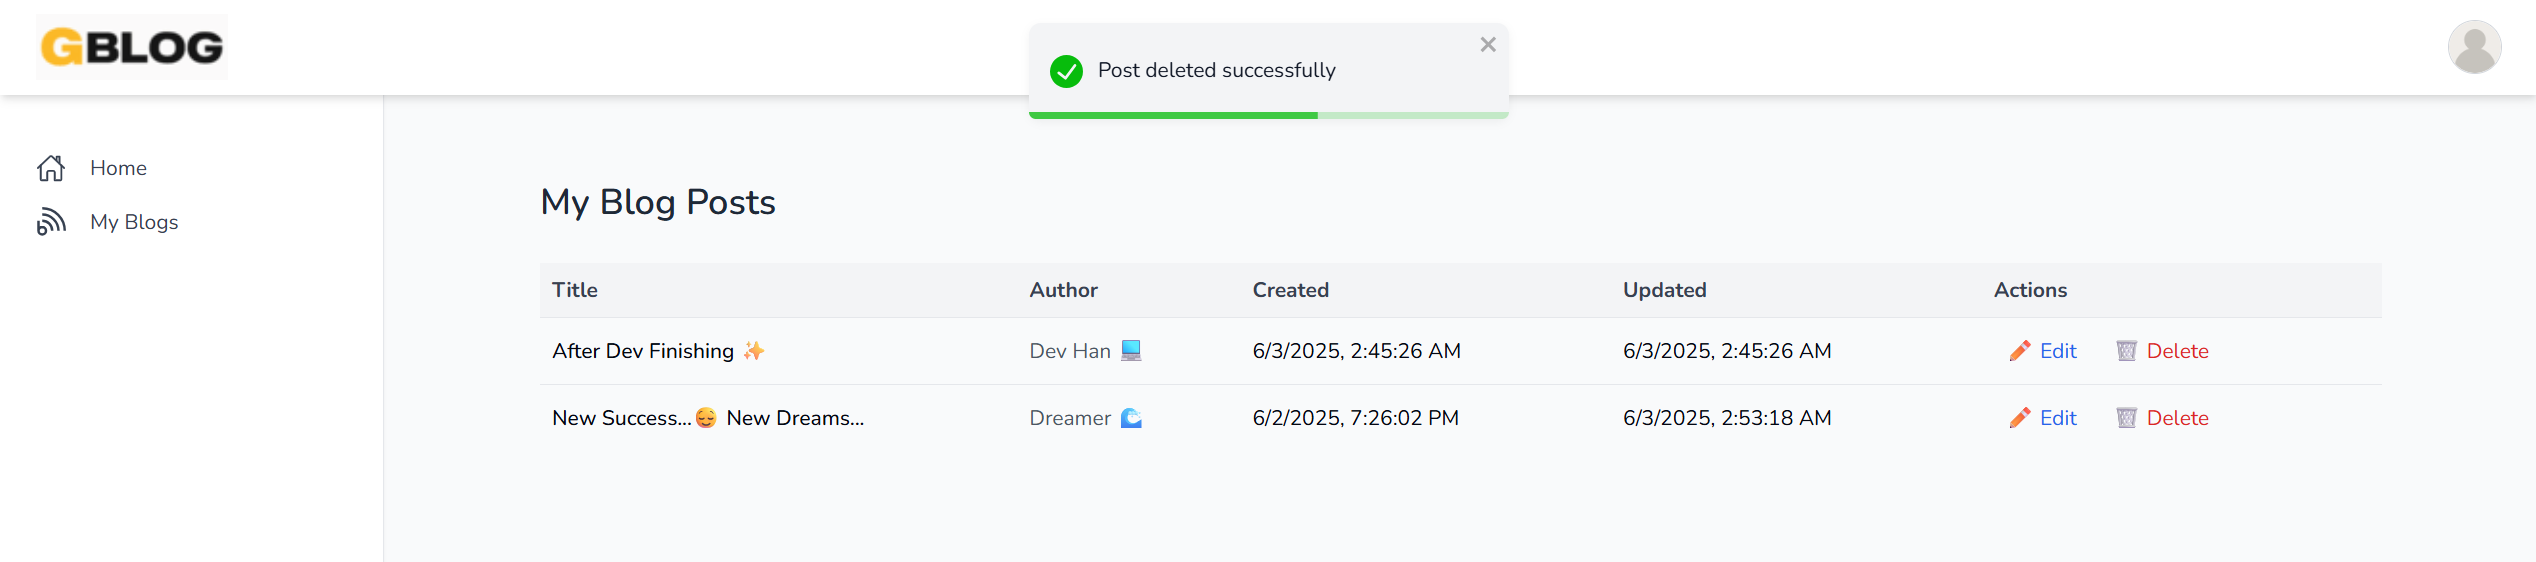 GBLOG
Post deleted successfully
Home
My Blogs
My Blog Posts
Title Author Created Updated Actions
After Dev Finishing ✨ Dev Han 💻 6/3/2025, 2:45:26 AM 6/3/2025, 2:45:26 AM ✏️ Edit 🗑️ Delete
New Success...😌 New Dreams... Dreamer 🌊 6/2/2025, 7:26:02 PM 6/3/2025, 2:53:18 AM ✏️ Edit 🗑️ Delete